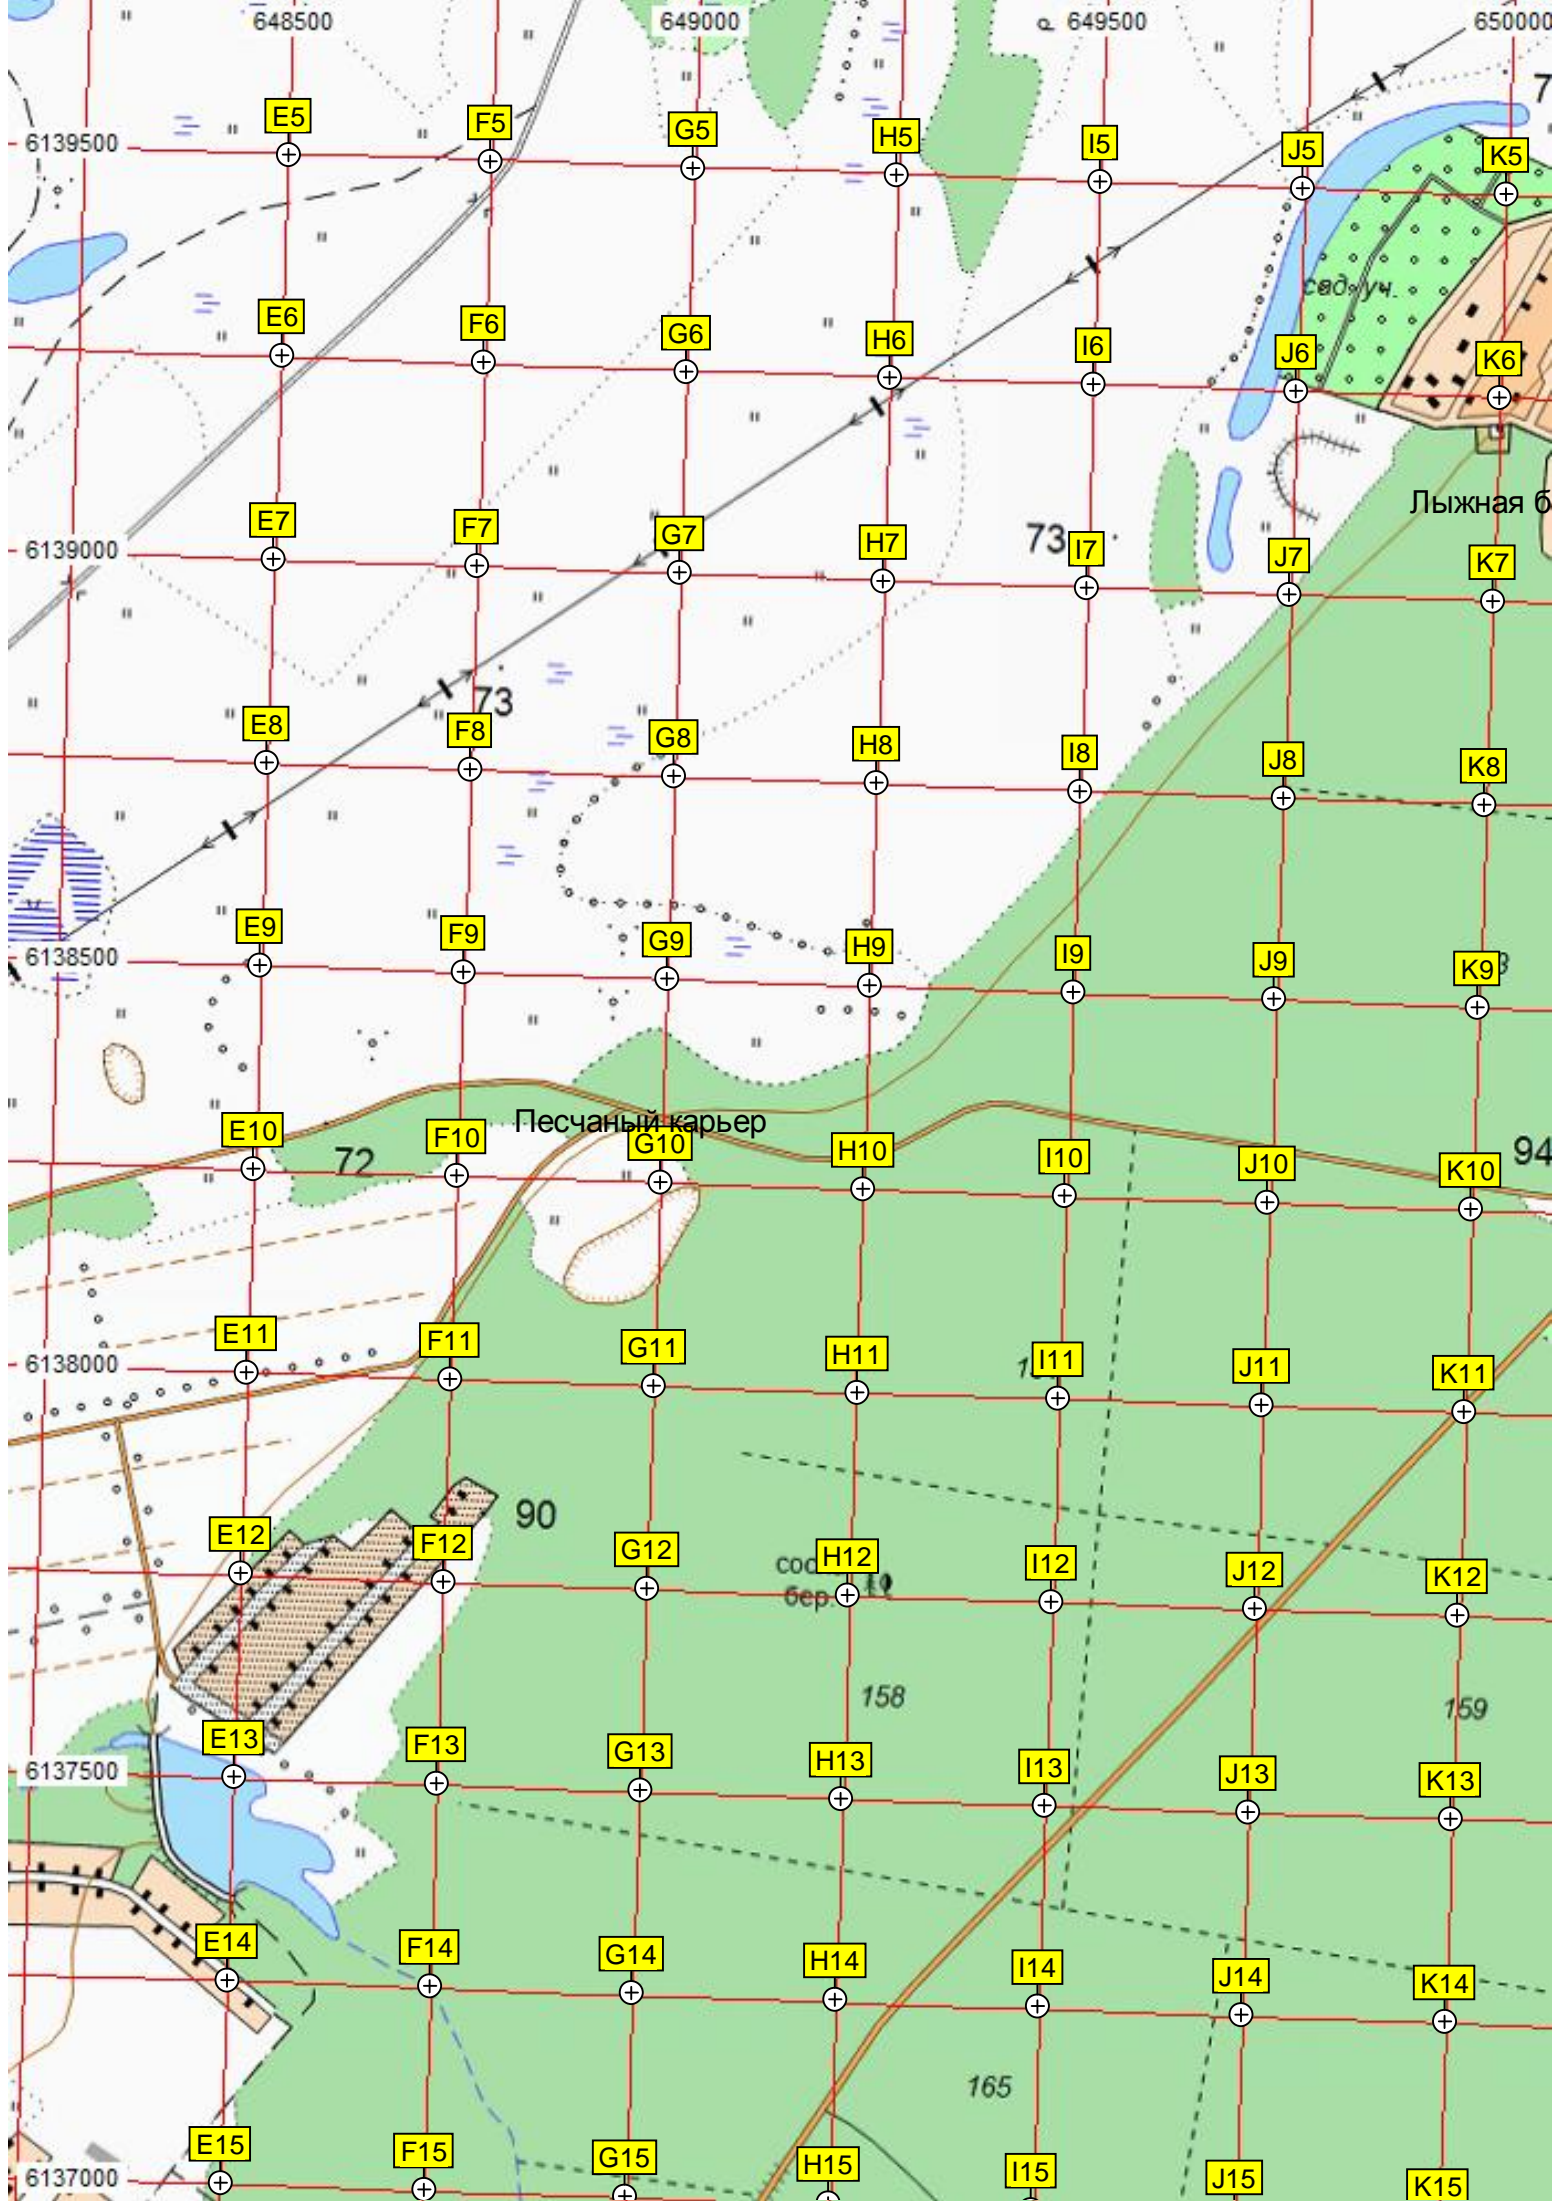 648500 649000 649500 650000
Р
7
E5 F5 G5 H5 I5 J5 K5
6139500
сад. уч.
E6 F6 G6 H6 I6 J6 K6
Лыжная б
E7 F7 G7 H7 73 I7 J7 K7
6139000
г
73
E8 F8 G8 H8 I8 J8 K8
E9 F9 G9 H9 I9 J9 K9
6138500
Песчаный карьер
E10 F10 G10 H10 I10 J10 K10
72
94
E11 F11 G11 H11 I11 J11 K11
6138000
90
E12 F12 G12 H12 I12 J12 K12
бер.
158 159
E13 F13 G13 H13 I13 J13 K13
6137500
E14 F14 G14 H14 I14 J14 K14
165
E15 F15 G15 H15 I15 J15 K15
6137000